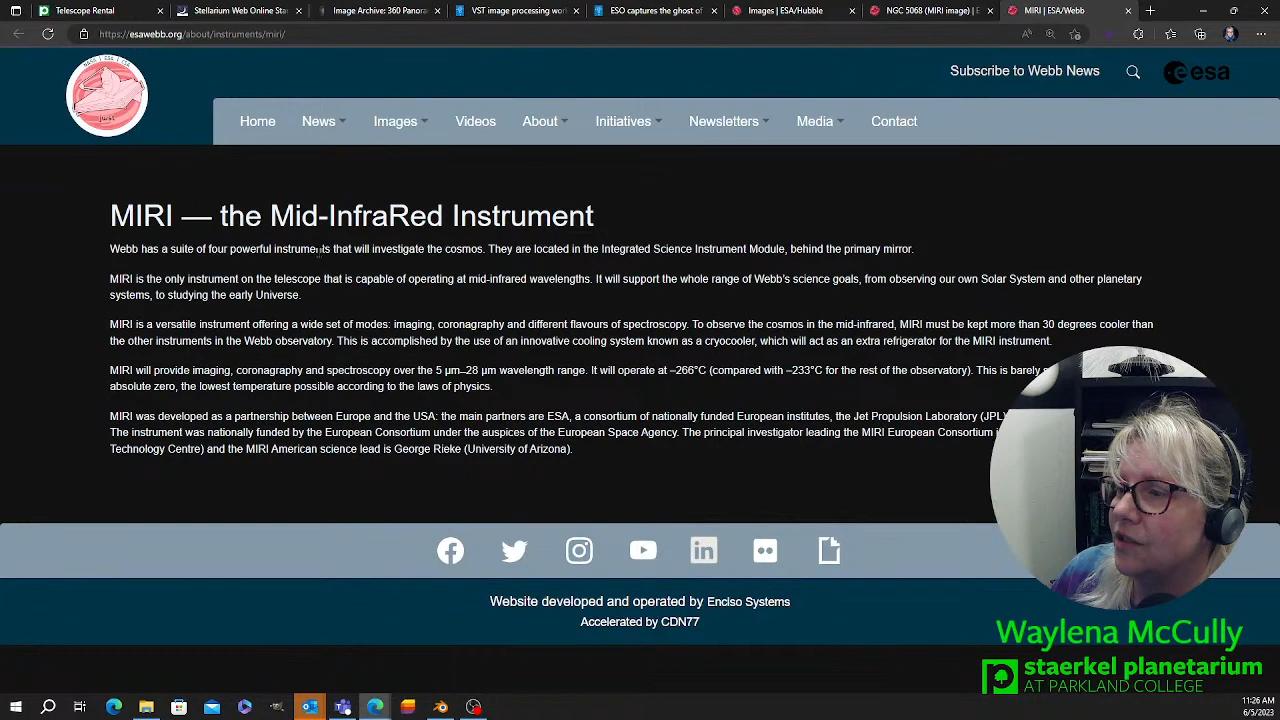 Telescope Rental
Stellarium Web Online Sta
Image Archive: 360 Panora
VST image processing wor
ESO captures the ghost of
Images | ESA/Hubble
NGC 5068 (MIRI image) | E
MIRI | ESA/Webb
https://esawebb.org/about/instruments/miri/
Subscribe to Webb News
esa
Home News Images Videos About Initiatives Newsletters Media Contact
MIRI — the Mid-InfraRed Instrument
Webb has a suite of four powerful instruments that will investigate the cosmos. They are located in the Integrated Science Instrument Module, behind the primary mirror.
MIRI is the only instrument on the telescope that is capable of operating at mid-infrared wavelengths. It will support the whole range of Webb's science goals, from observing our own Solar System and other planetary
systems, to studying the early Universe.
MIRI is a versatile instrument offering a wide set of modes: imaging, coronagraphy and different flavours of spectroscopy. To observe the cosmos in the mid-infrared, MIRI must be kept more than 30 degrees cooler than
the other instruments in the Webb observatory. This is accomplished by the use of an innovative cooling system known as a cryocooler, which will act as an extra refrigerator for the MIRI instrument.
MIRI will provide imaging, coronagraphy and spectroscopy over the 5 μm–28 μm wavelength range. It will operate at –266°C (compared with –233°C for the rest of the observatory). This is barely
absolute zero, the lowest temperature possible according to the laws of physics.
MIRI was developed as a partnership between Europe and the USA: the main partners are ESA, a consortium of nationally funded European institutes, the Jet Propulsion Laboratory (JPL)
The instrument was nationally funded by the European Consortium under the auspices of the European Space Agency. The principal investigator leading the MIRI European Consortium i
Technology Centre) and the MIRI American science lead is George Rieke (University of Arizona).
Website developed and operated by Enciso Systems
Accelerated by CDN77
Waylena McCully
staerkel planetarium
AT PARKLAND COLLEGE
11:26 AM
6/5/2023